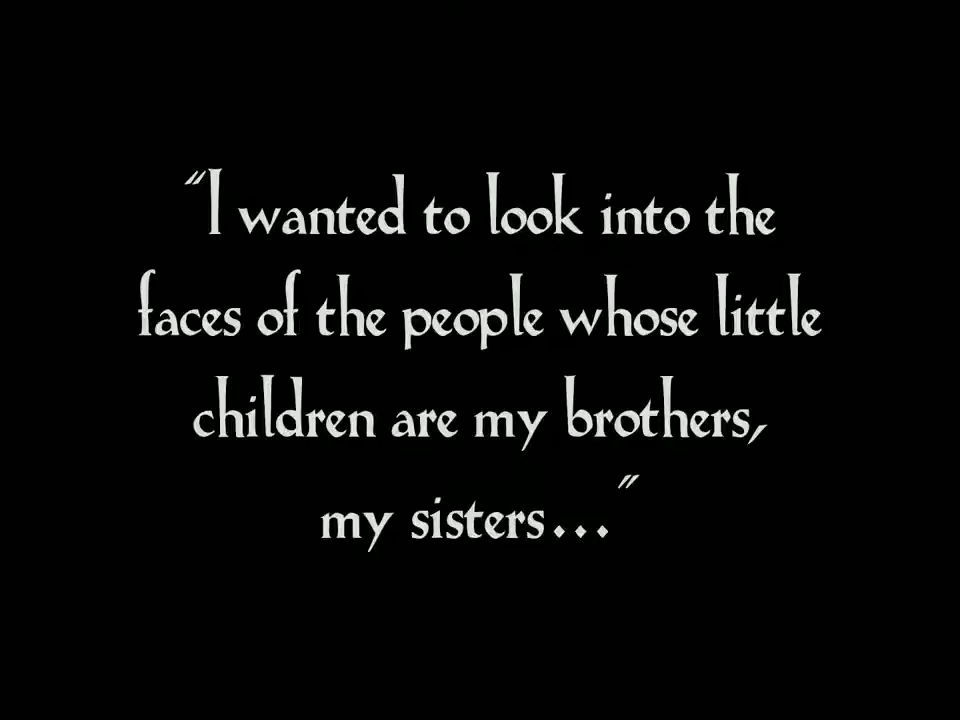 "I wanted to look into the
faces of the people whose little
children are my brothers,
my sisters..."